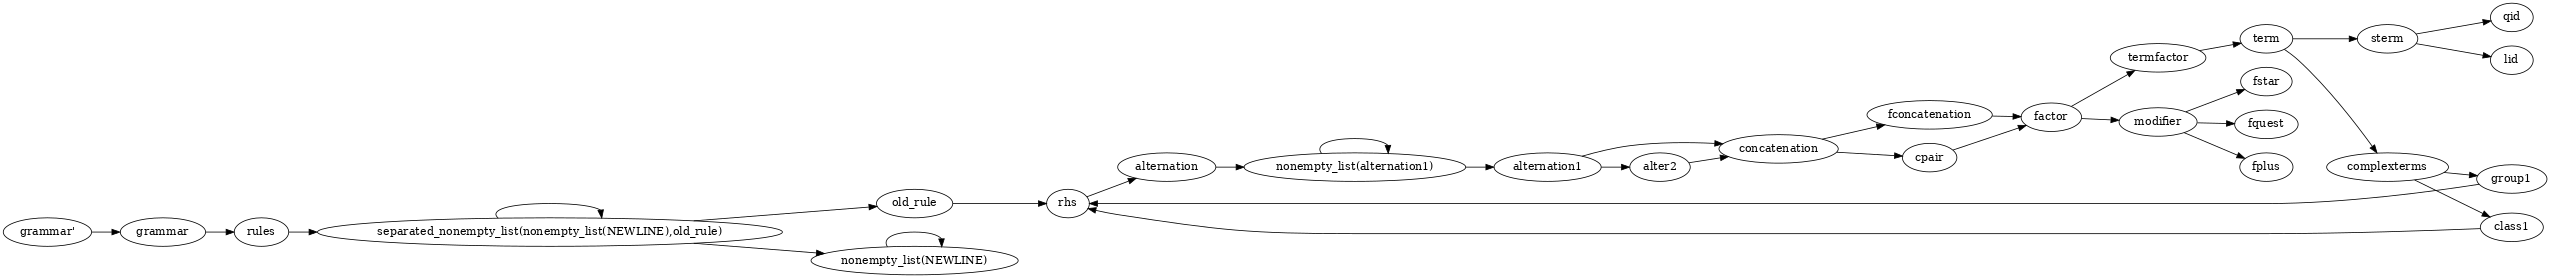 grammar'
grammar
rules
separated_nonempty_list(nonempty_list(NEWLINE),old_rule)
old_rule
nonempty_list(NEWLINE)
rhs
alternation
nonempty_list(alternation1)
alternation1
alter2
concatenation
fconcatenation
cpair
factor
termfactor
modifier
term
fstar
fquest
fplus
sterm
complexterms
qid
lid
group1
class1